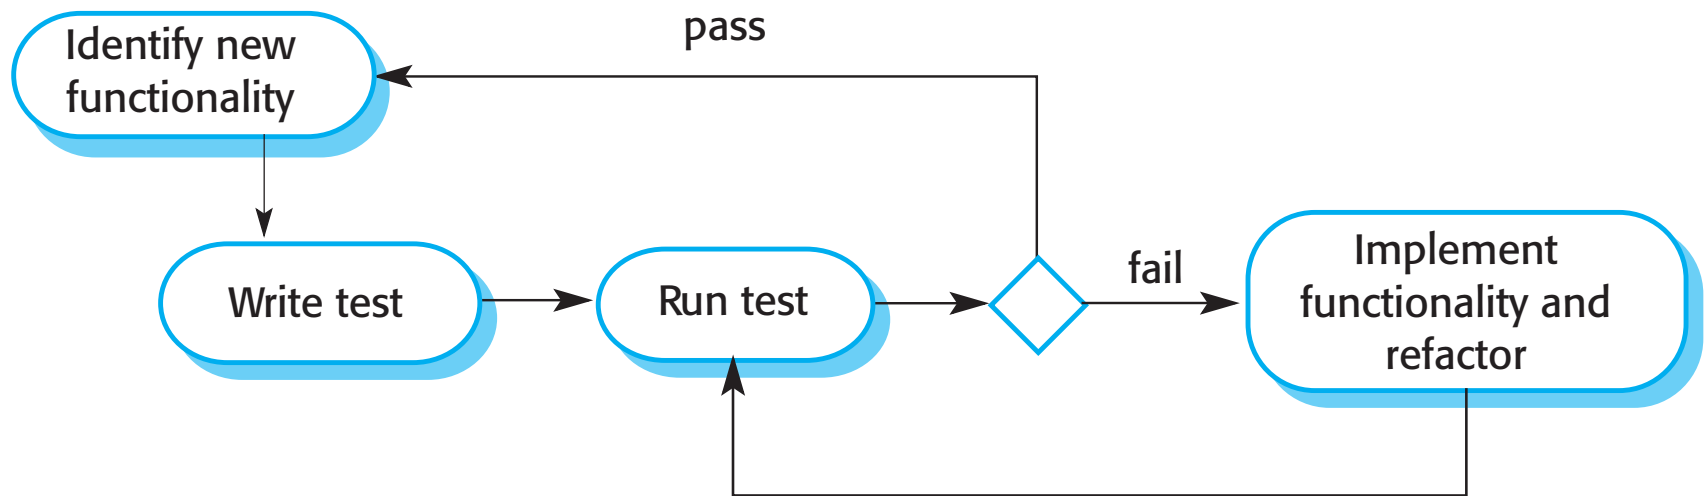 Identify new
functionality
pass
Write test
Run test
fail
Implement
functionality and
refactor